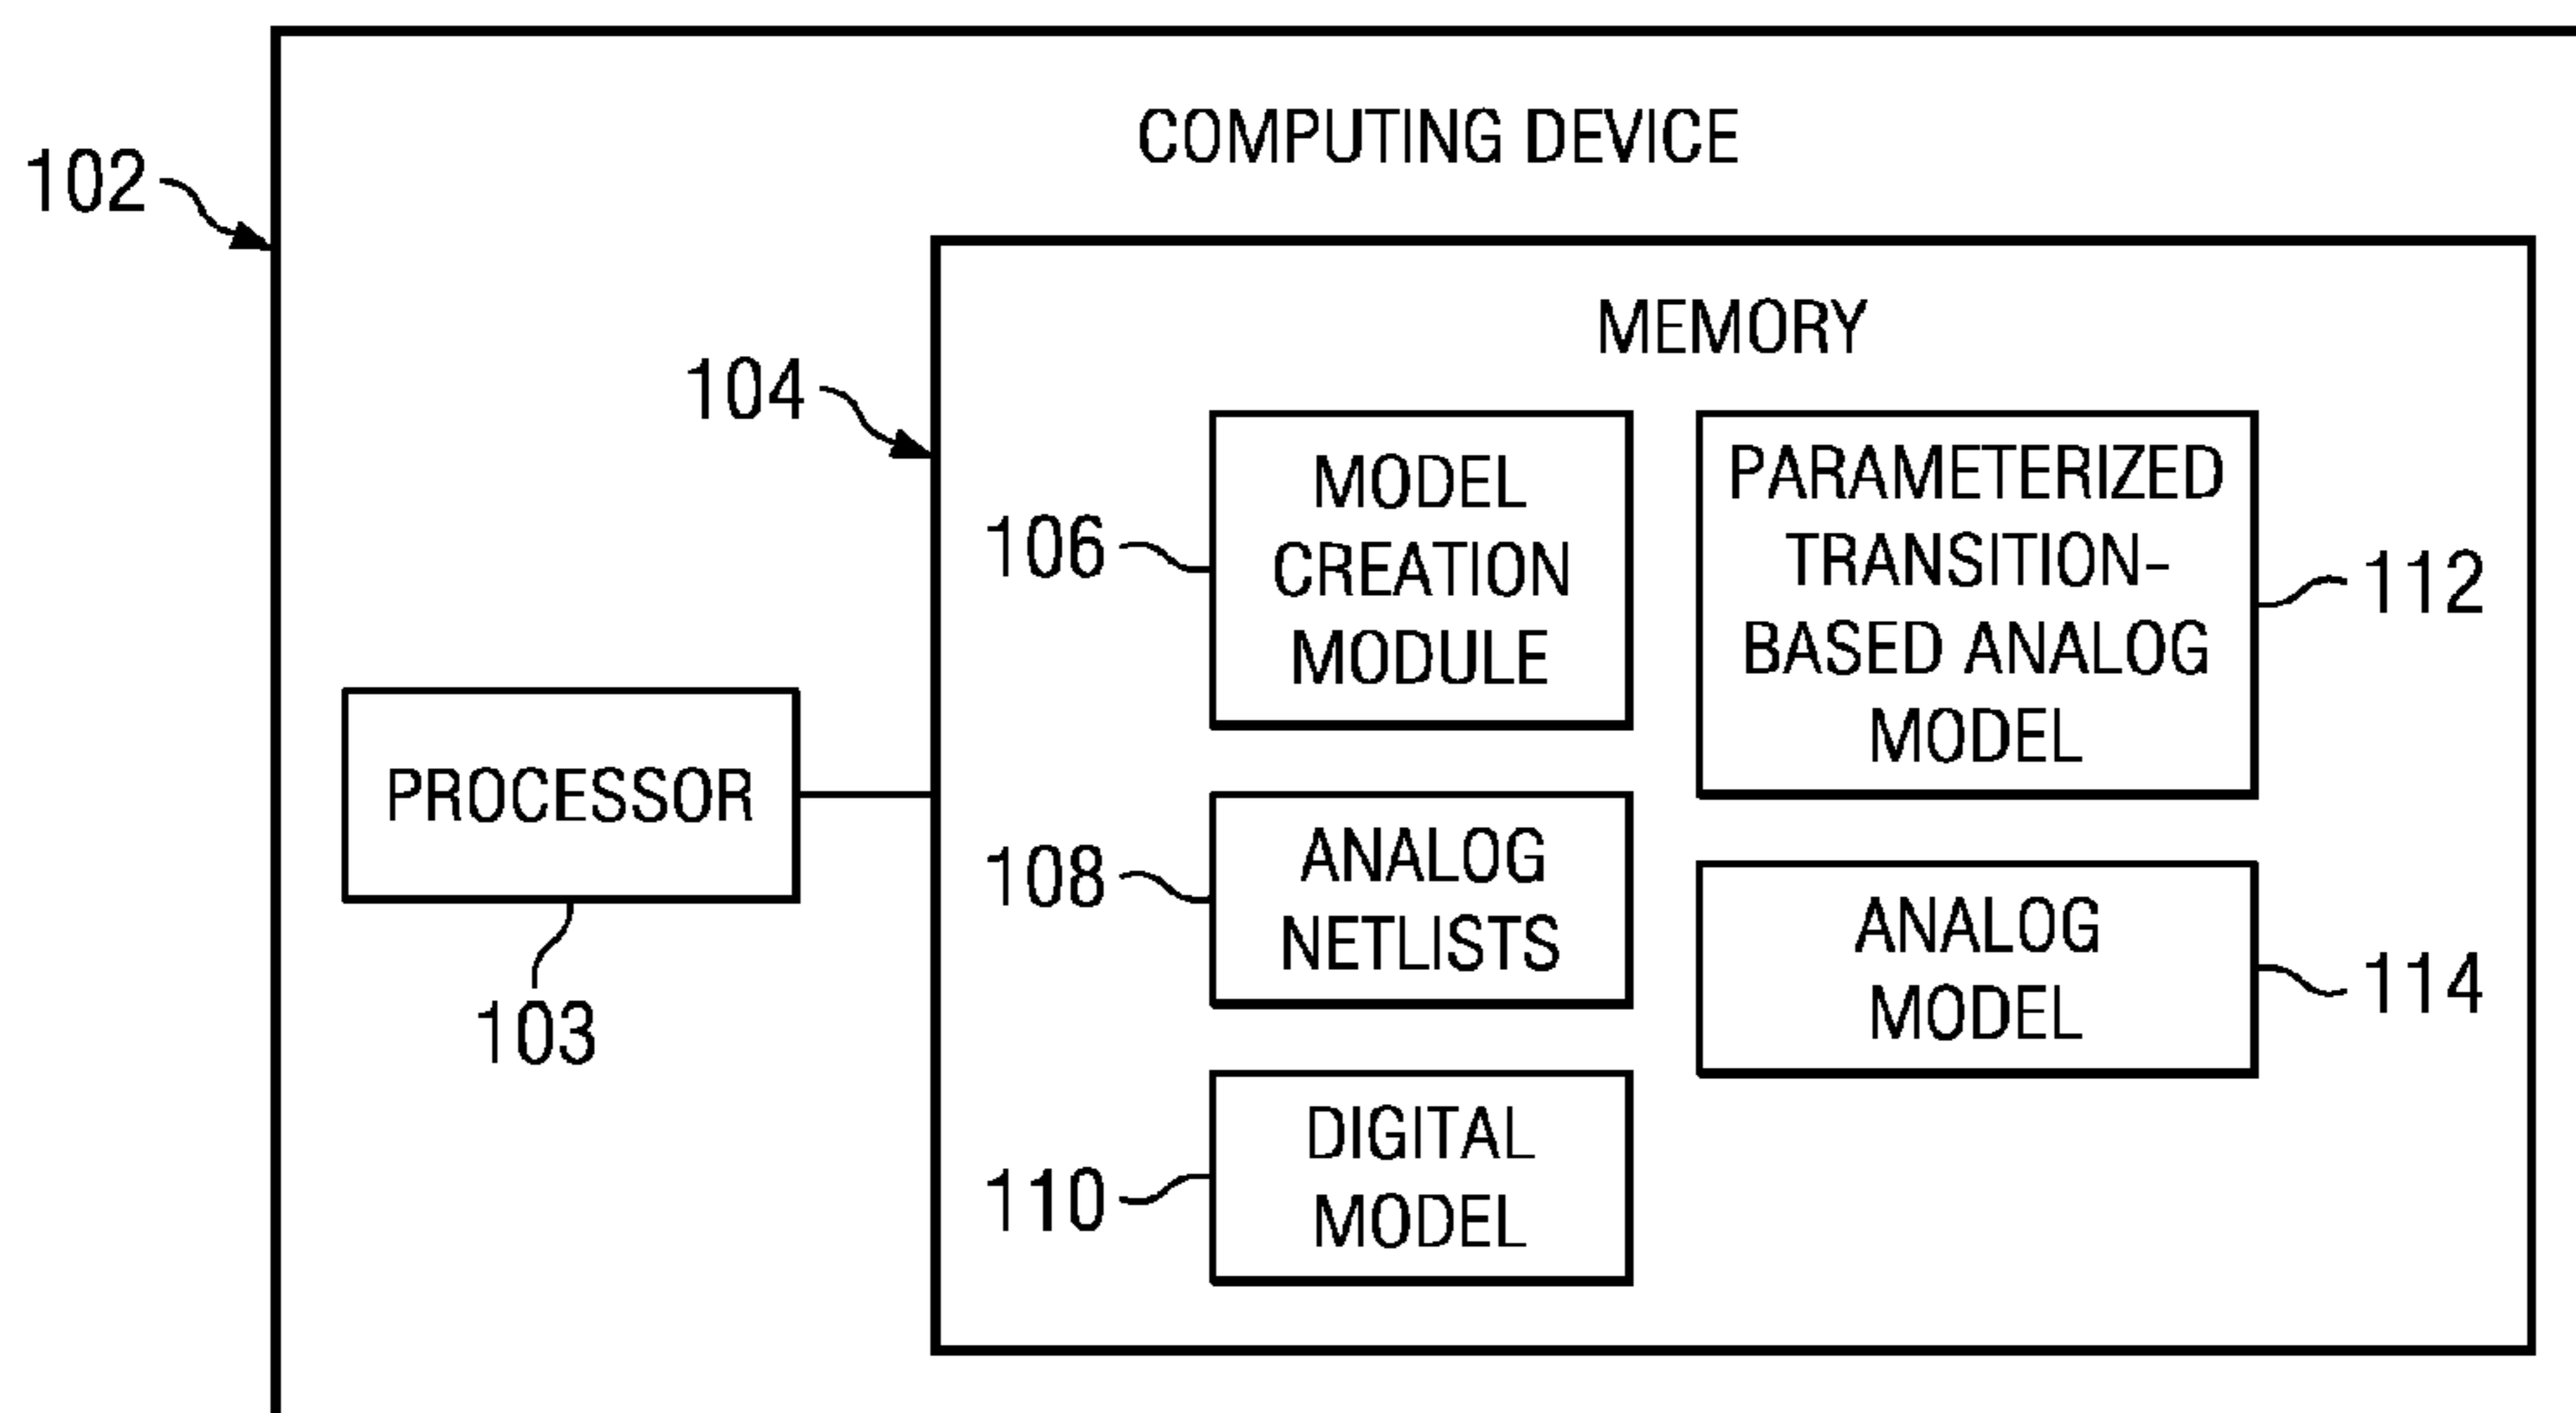 COMPUTING DEVICE
102
MEMORY
104
MODEL
CREATION
MODULE
106
PARAMETERIZED
TRANSITION-
BASED ANALOG
MODEL
112
PROCESSOR
103
ANALOG
NETLISTS
108
ANALOG
MODEL
114
DIGITAL
MODEL
110